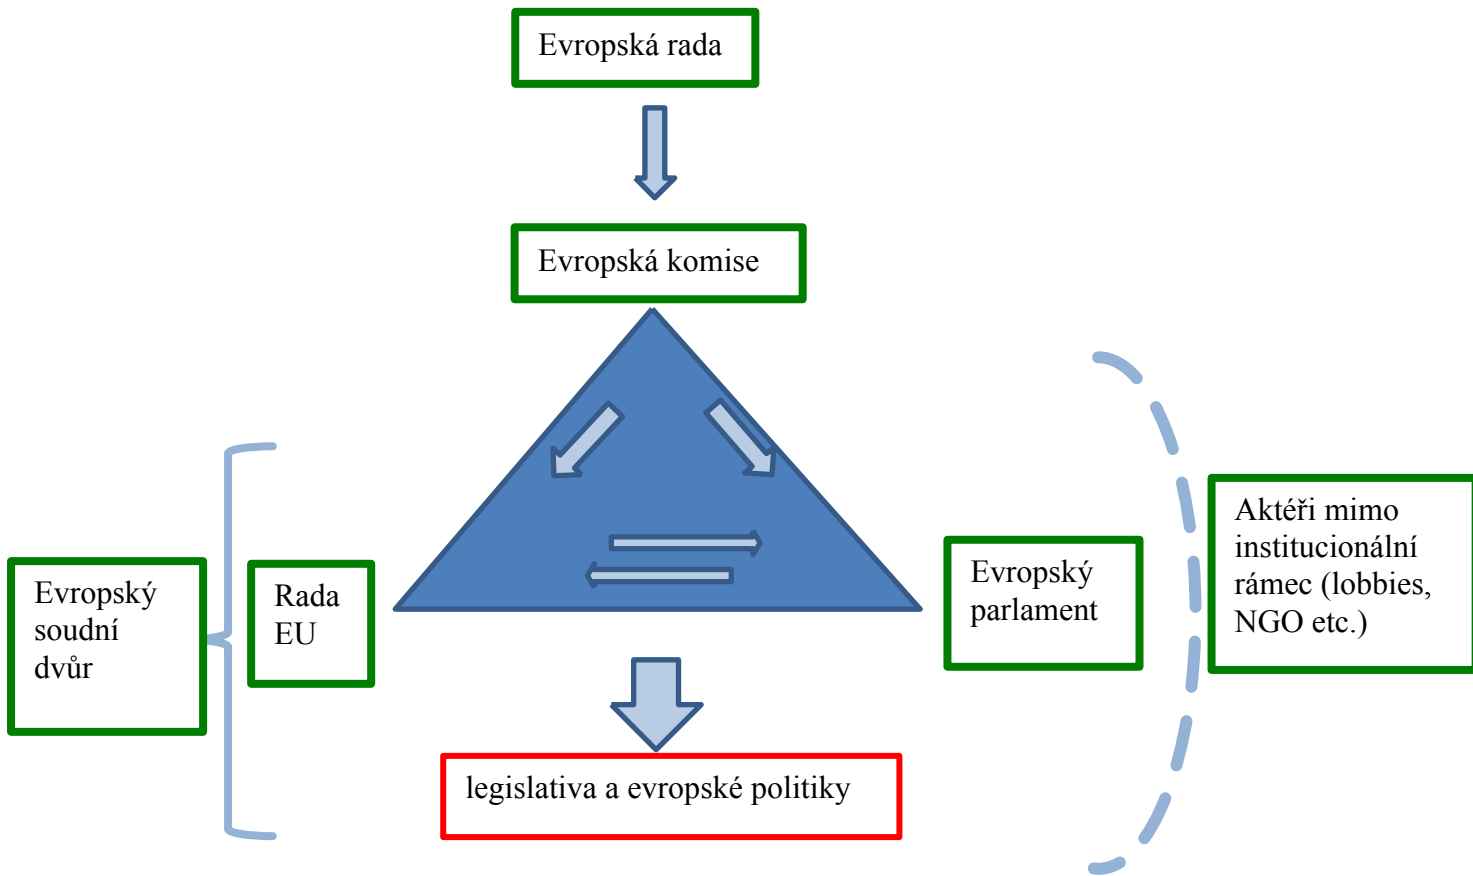 Evropská rada
Evropská komise
Evropský
soudní
dvůr
Rada
EU
Evropský
parlament
Aktéři mimo
institucionální
rámec (lobbies,
NGO etc.)
legislativa a evropské politiky